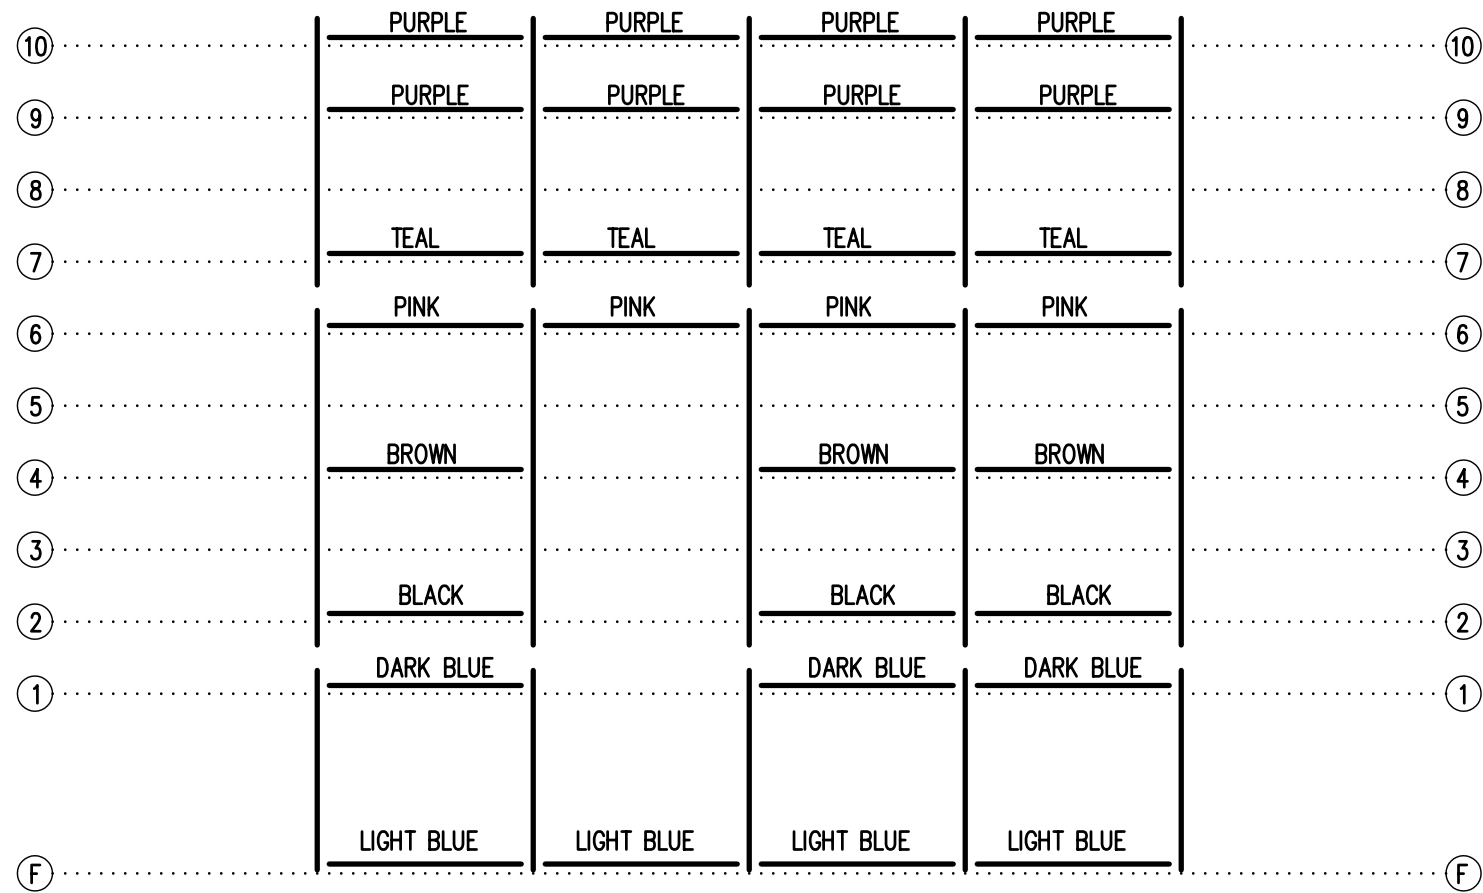 PURPLE PURPLE PURPLE PURPLE
10 10
PURPLE PURPLE PURPLE PURPLE
9 9
8 8
TEAL TEAL TEAL TEAL
7 7
PINK PINK PINK PINK
6 6
5 5
BROWN BROWN BROWN
4 4
3 3
BLACK BLACK BLACK
2 2
DARK BLUE DARK BLUE DARK BLUE
1 1
LIGHT BLUE LIGHT BLUE LIGHT BLUE LIGHT BLUE
F F